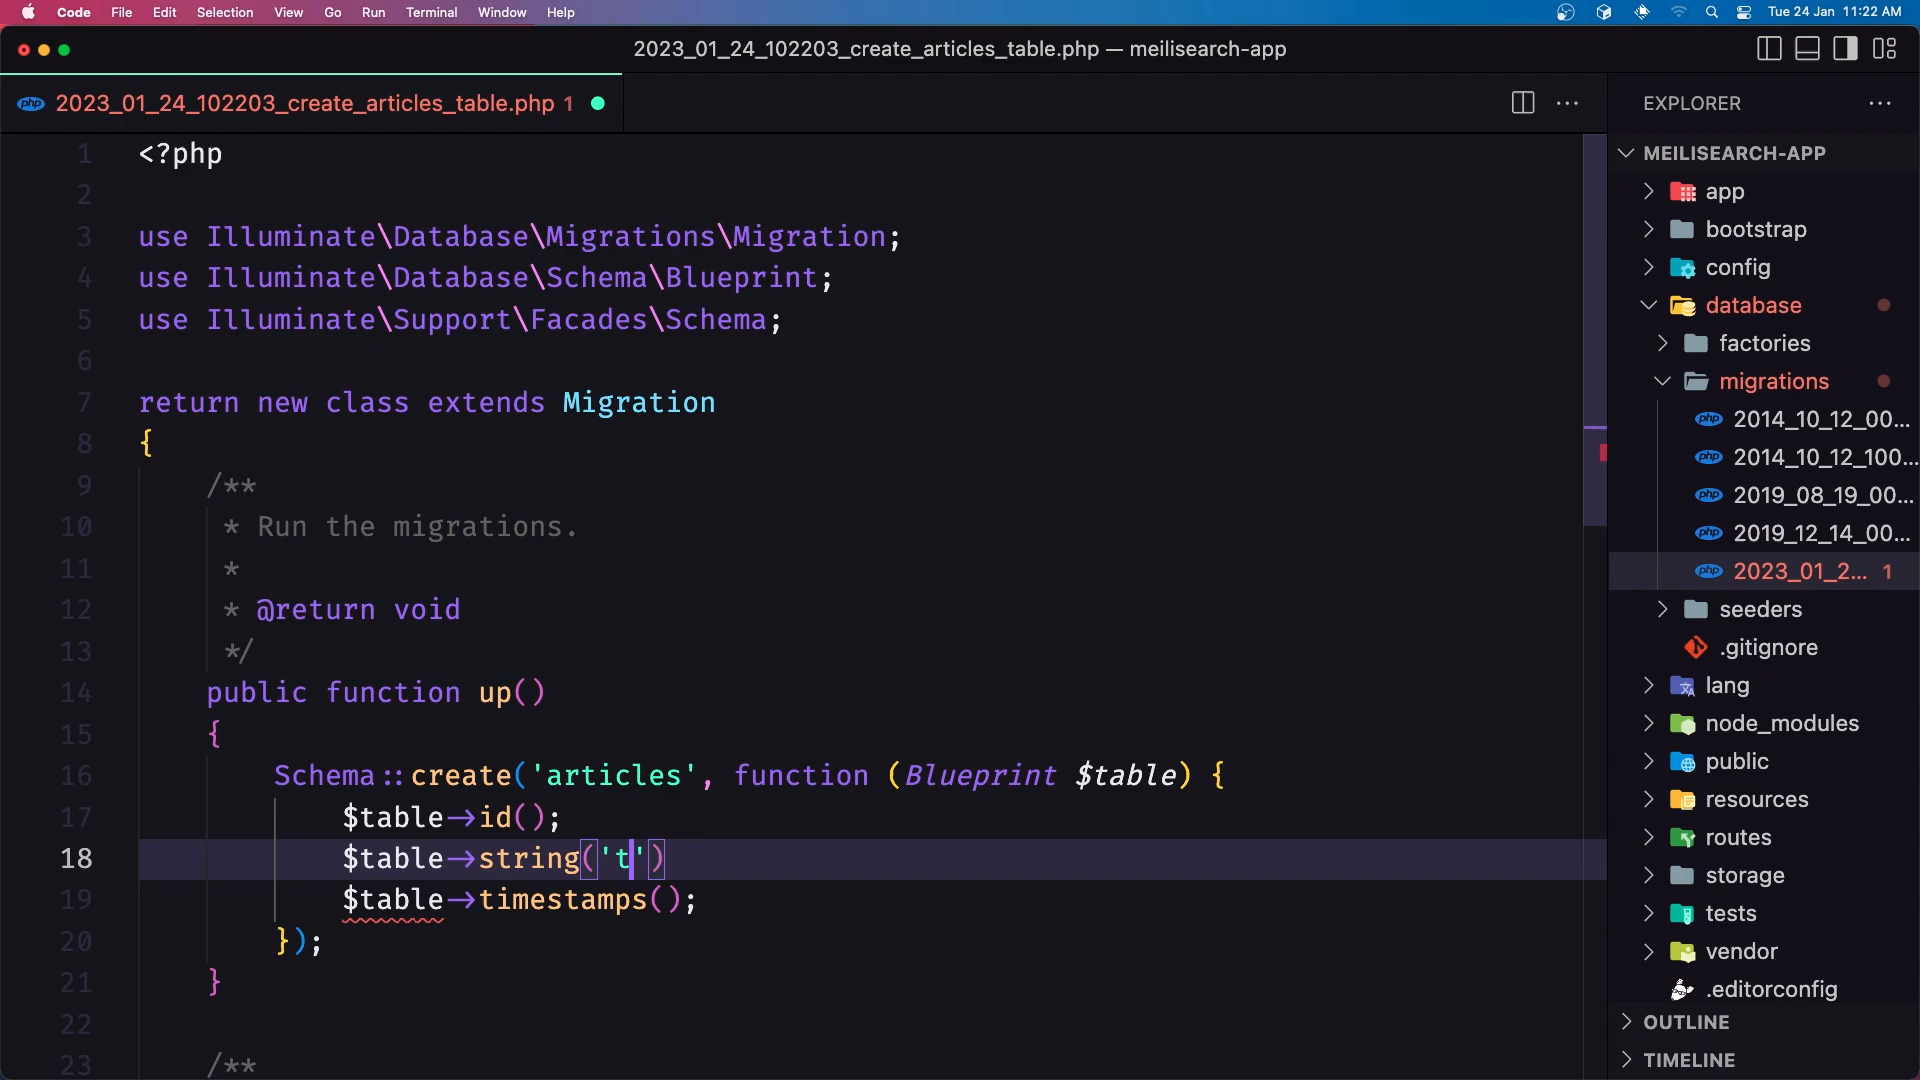 Code File Edit Selection View Go Run Terminal Window Help Tue 24 Jan 11:22 AM
2023_01_24_102203_create_articles_table.php — meilisearch-app
php 2023_01_24_102203_create_articles_table.php 1
1 <?php
2
3 use Illuminate\Database\Migrations\Migration;
4 use Illuminate\Database\Schema\Blueprint;
5 use Illuminate\Support\Facades\Schema;
6
7 return new class extends Migration
8 {
9 /**
10 * Run the migrations.
11 *
12 * @return void
13 */
14 public function up()
15 {
16 Schema::create('articles', function (Blueprint $table) {
17 $table->id();
18 $table->string('t')
19 $table->timestamps();
20 });
21 }
22
23 /**
EXPLORER ...
MEILISEARCH-APP
app
bootstrap
config
database
factories
migrations
php 2014_10_12_00...
php 2014_10_12_100...
php 2019_08_19_00...
php 2019_12_14_00...
php 2023_01_2... 1
seeders
.gitignore
lang
node_modules
public
resources
routes
storage
tests
vendor
.editorconfig
OUTLINE
TIMELINE